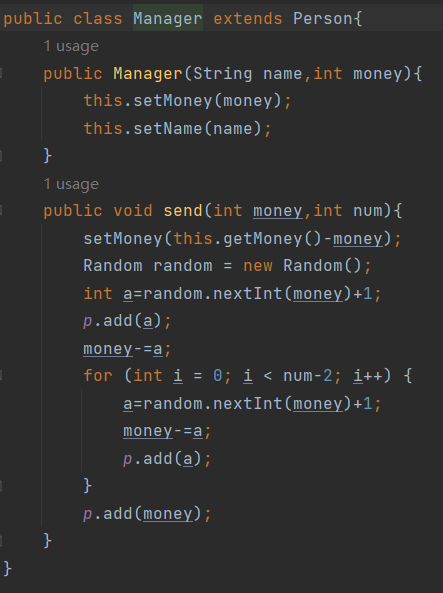 public class Manager extends Person{
1 usage
public Manager(String name,int money){
this.setMoney(money);
this.setName(name);
}
1 usage
public void send(int money,int num){
setMoney(this.getMoney()-money);
Random random = new Random();
int a=random.nextInt(money)+1;
p.add(a);
money-=a;
for (int i = 0; i < num-2; i++) {
a=random.nextInt(money)+1;
money-=a;
p.add(a);
}
p.add(money);
}
}